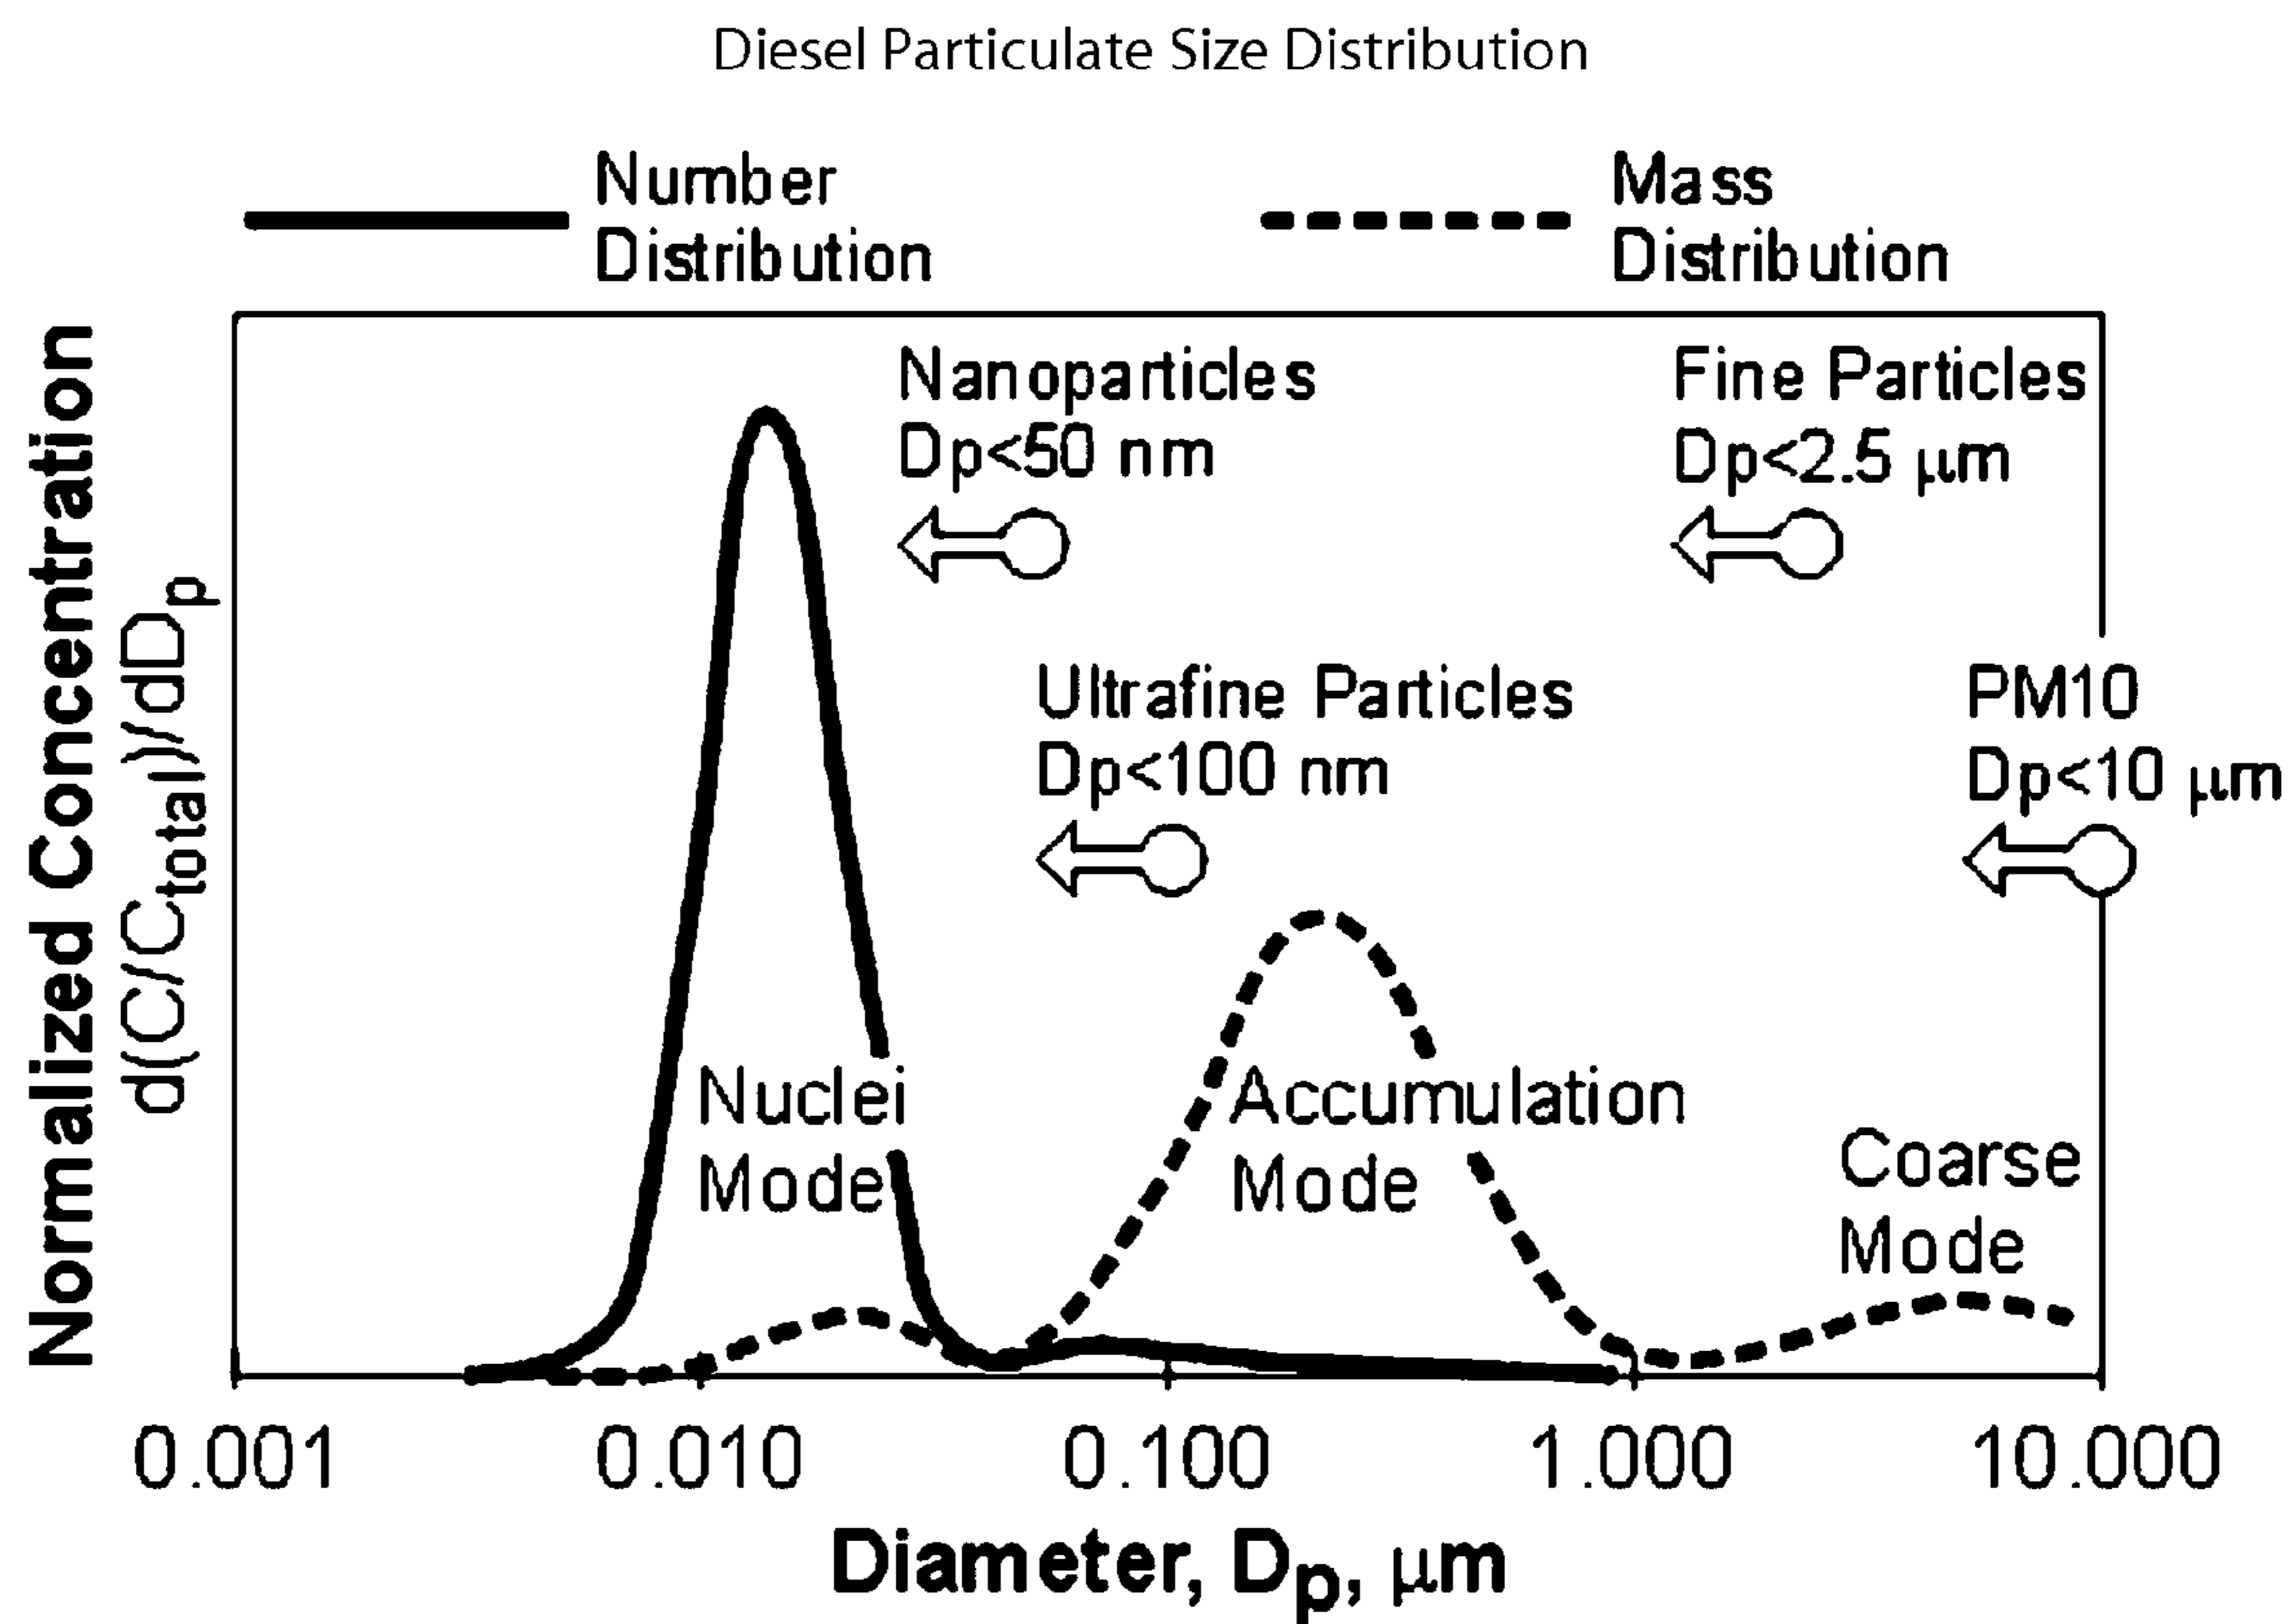 Diesel Particulate Size Distribution
Number
Distribution
Mass
Distribution
Normalized Concentration
d(C/Ctotal)/dDp
Nanoparticles
Dp<50 nm
Fine Particles
Dp<2.5 μm
Ultrafine Particles
Dp<100 nm
PM10
Dp<10 μm
Nuclei
Mode
Accumulation
Mode
Coarse
Mode
0.001 0.010 0.100 1.000 10.000
Diameter, Dp, μm